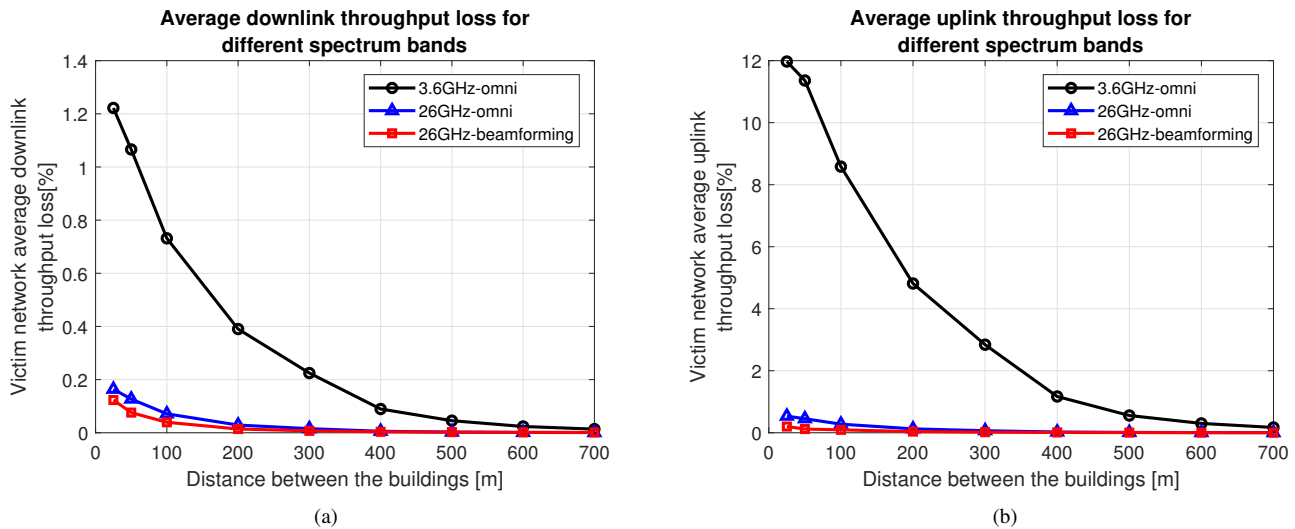 Average downlink throughput loss for
different spectrum bands
1.4
1.2
1
0.8
0.6
0.4
0.2
0
Victim network average downlink
throughput loss[%]
3.6GHz-omni
26GHz-omni
26GHz-beamforming
0 100 200 300 400 500 600 700
Distance between the buildings [m]
(a)
Average uplink throughput loss for
different spectrum bands
12
10
8
6
4
2
0
Victim network average uplink
throughput loss[%]
3.6GHz-omni
26GHz-omni
26GHz-beamforming
0 100 200 300 400 500 600 700
Distance between the buildings [m]
(b)